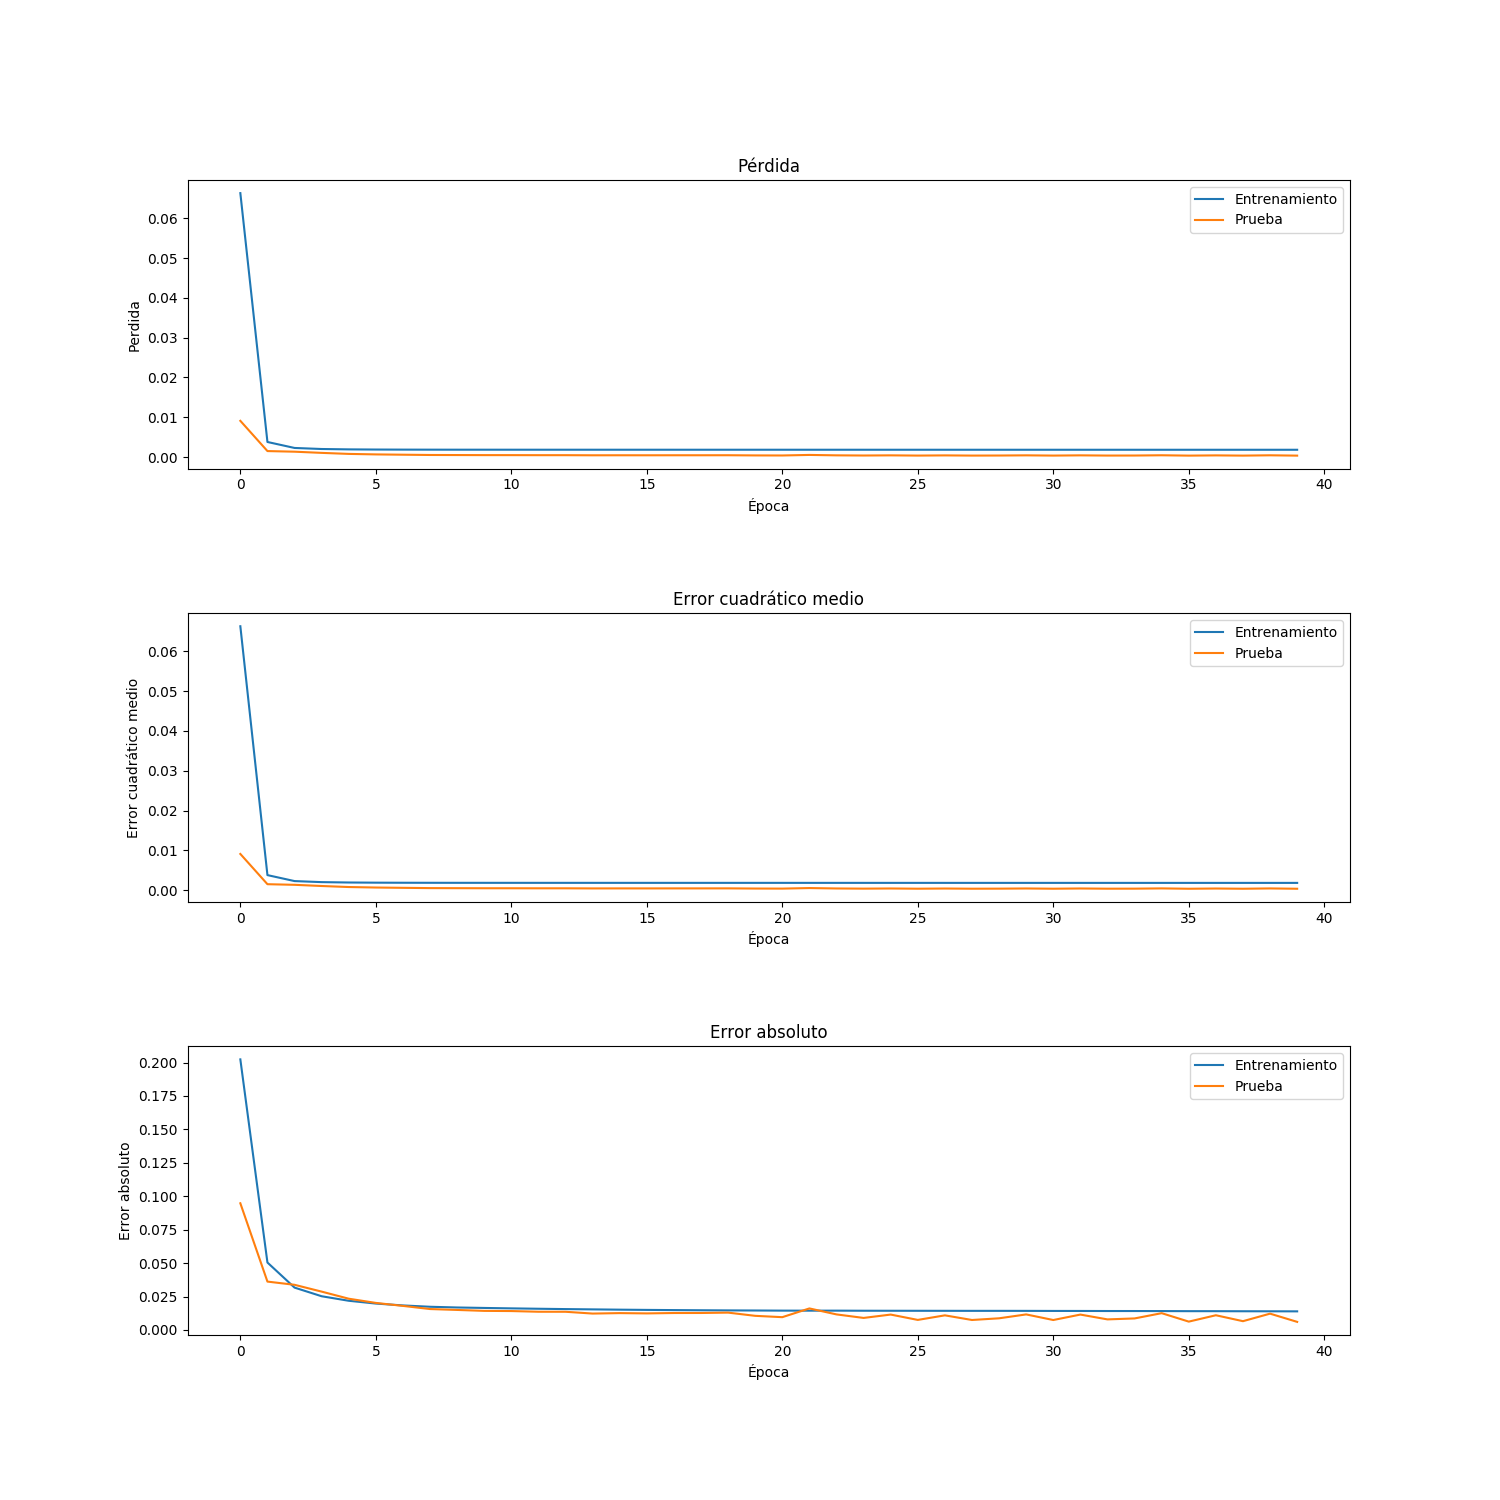 Pérdida
Entrenamiento
Prueba
0.06
0.05
0.04
0.03
0.02
0.01
0.00
Perdida
0 5 10 15 20 25 30 35 40
Época
Error cuadrático medio
Entrenamiento
Prueba
0.06
0.05
0.04
0.03
0.02
0.01
0.00
Error cuadrático medio
0 5 10 15 20 25 30 35 40
Época
Error absoluto
Entrenamiento
Prueba
0.200
0.175
0.150
0.125
0.100
0.075
0.050
0.025
0.000
Error absoluto
0 5 10 15 20 25 30 35 40
Época